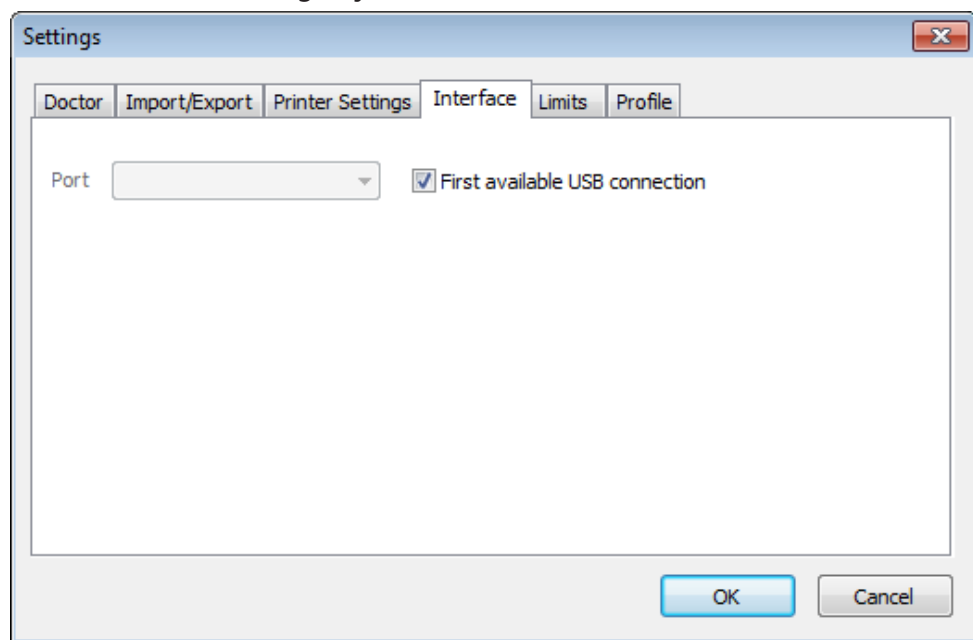 Settings
Doctor Import/Export Printer Settings Interface Limits Profile
Port First available USB connection
OK Cancel